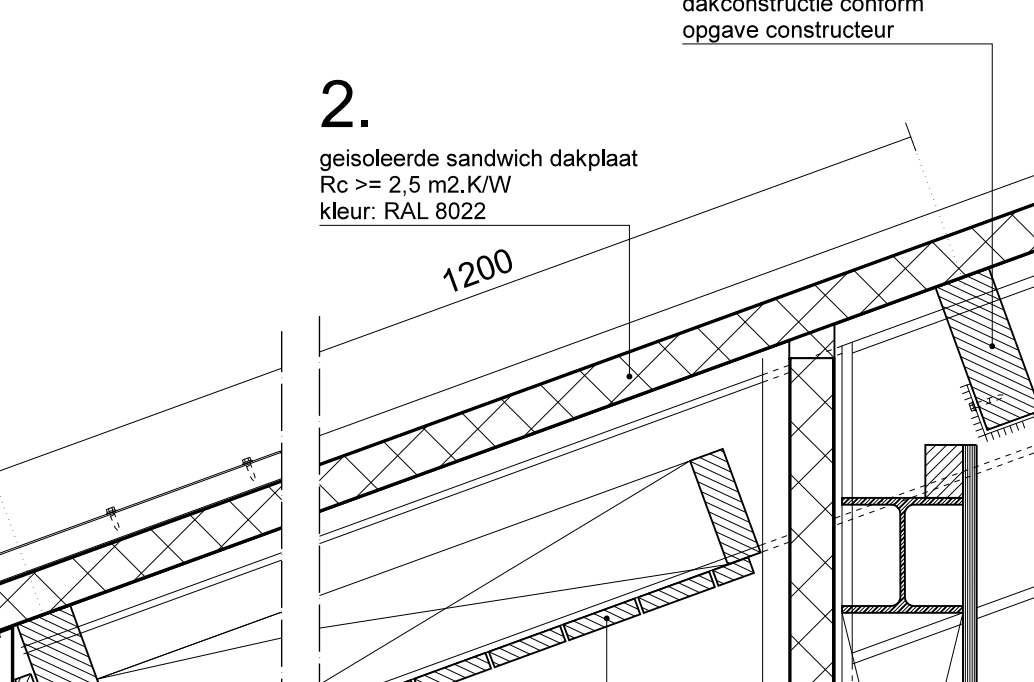 dakconstructie conform
opgave constructeur
2.
geisoleerde sandwich dakplaat
Rc >= 2,5 m2.K/W
kleur: RAL 8022
1200